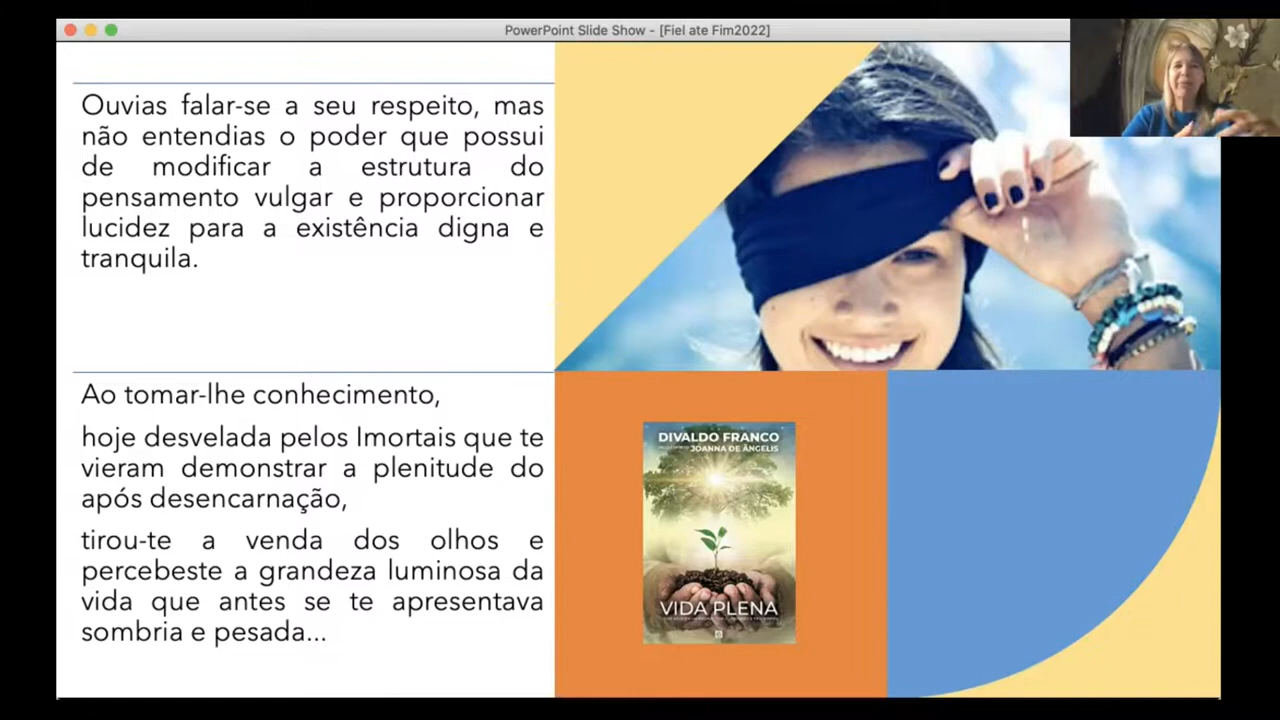 PowerPoint Slide Show - [Fiel ate Fim2022]
Ouvias falar-se a seu respeito, mas
não entendias o poder que possui
de modificar a estrutura do
pensamento vulgar e proporcionar
lucidez para a existência digna e
tranquila.
Ao tomar-lhe conhecimento,
hoje desvelada pelos Imortais que te
vieram demonstrar a plenitude do
após desencarnação,
tirou-te a venda dos olhos e
percebeste a grandeza luminosa da
vida que antes se te apresentava
sombria e pesada...
DIVALDO FRANCO
JOANNA DE ÂNGELIS
VIDA PLENA